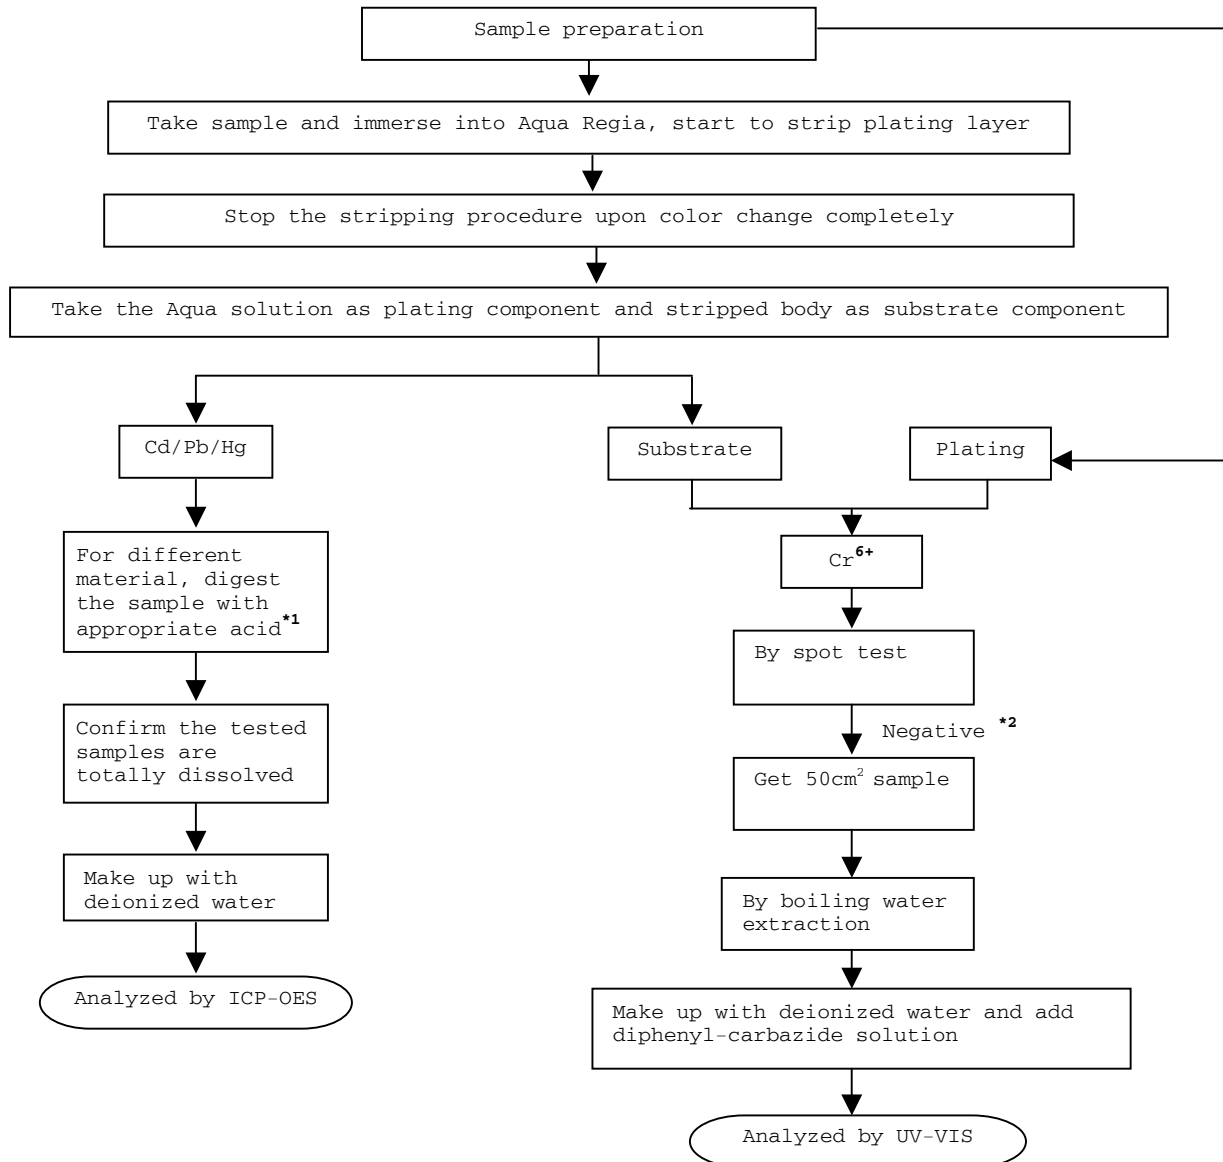 Sample preparation
Take sample and immerse into Aqua Regia, start to strip plating layer
Stop the stripping procedure upon color change completely
Take the Aqua solution as plating component and stripped body as substrate component
Cd/Pb/Hg
Substrate
Plating
For different
material, digest
the sample with
appropriate acid*1
Cr6+
By spot test
Negative *2
Confirm the tested
samples are
totally dissolved
Get 50cm2 sample
Make up with
deionized water
By boiling water
extraction
Analyzed by ICP-OES
Make up with deionized water and add
diphenyl-carbazide solution
Analyzed by UV-VIS